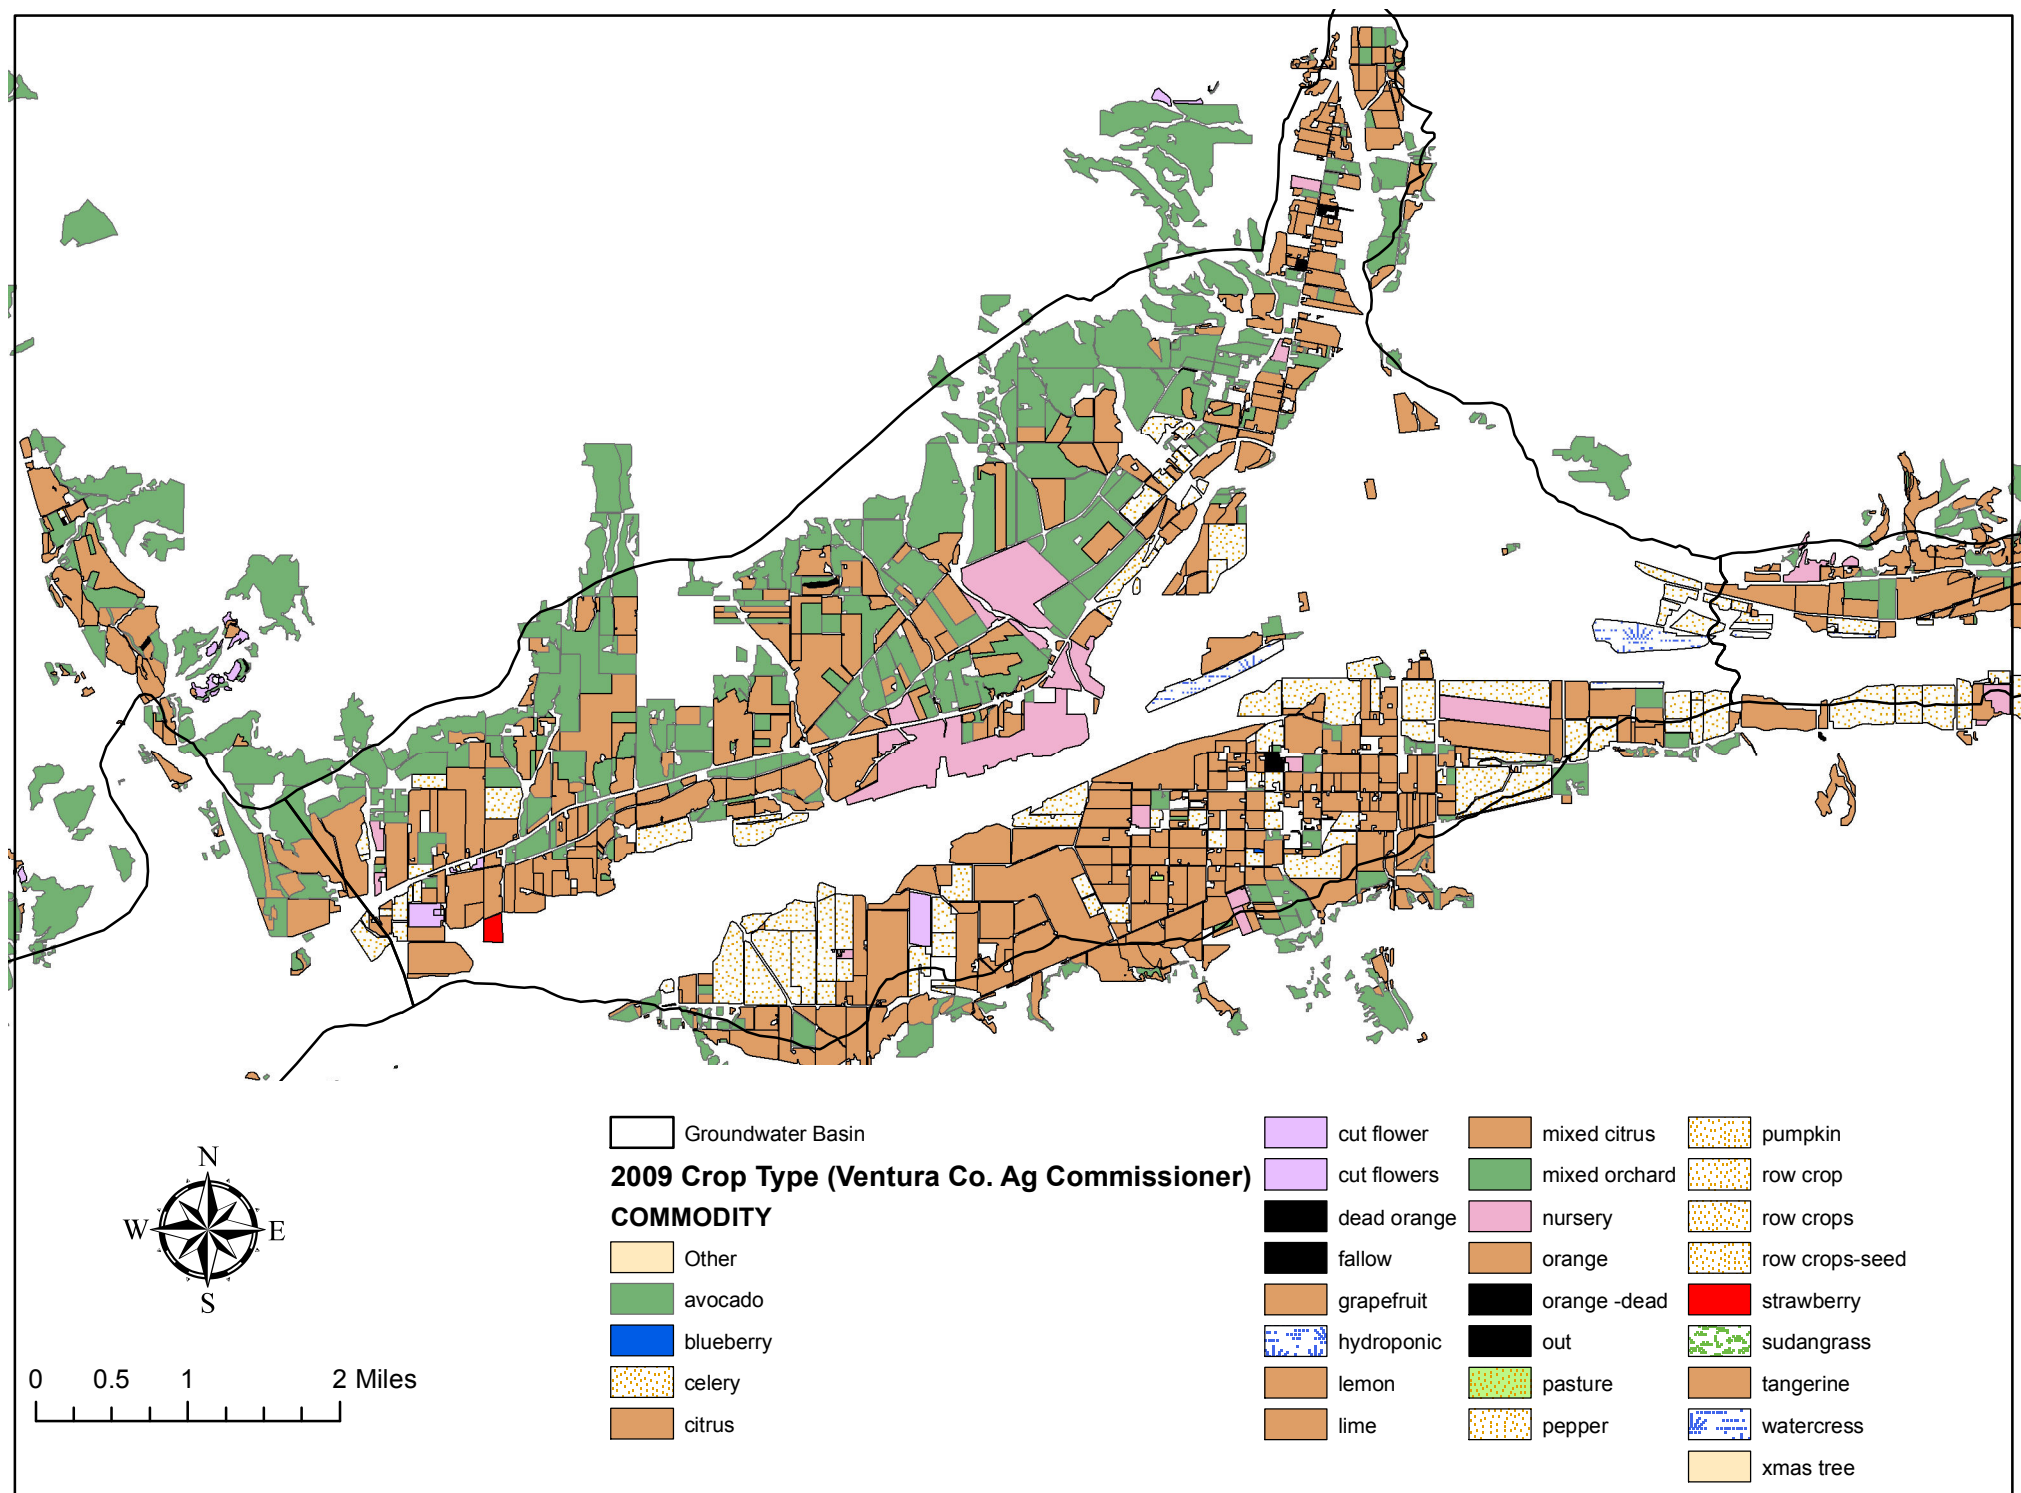 N
W E
S
0 0.5 1 2 Miles
Groundwater Basin
2009 Crop Type (Ventura Co. Ag Commissioner)
COMMODITY
Other
avocado
blueberry
celery
citrus
cut flower
cut flowers
dead orange
fallow
grapefruit
hydroponic
lemon
lime
mixed citrus
mixed orchard
nursery
orange
orange -dead
out
pasture
pepper
pumpkin
row crop
row crops
row crops-seed
strawberry
sudangrass
tangerine
watercress
xmas tree